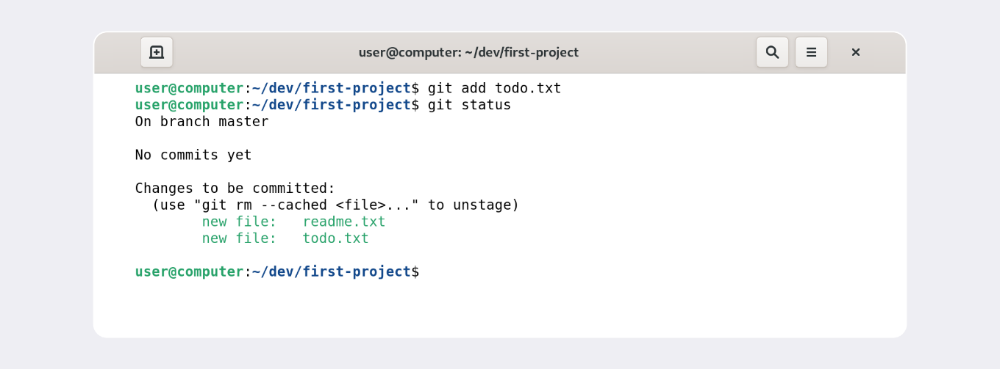 user@computer: ~/dev/first-project
user@computer:~/dev/first-project$ git add todo.txt
user@computer:~/dev/first-project$ git status
On branch master
No commits yet
Changes to be committed:
  (use "git rm --cached <file>..." to unstage)
        new file:   readme.txt
        new file:   todo.txt
user@computer:~/dev/first-project$